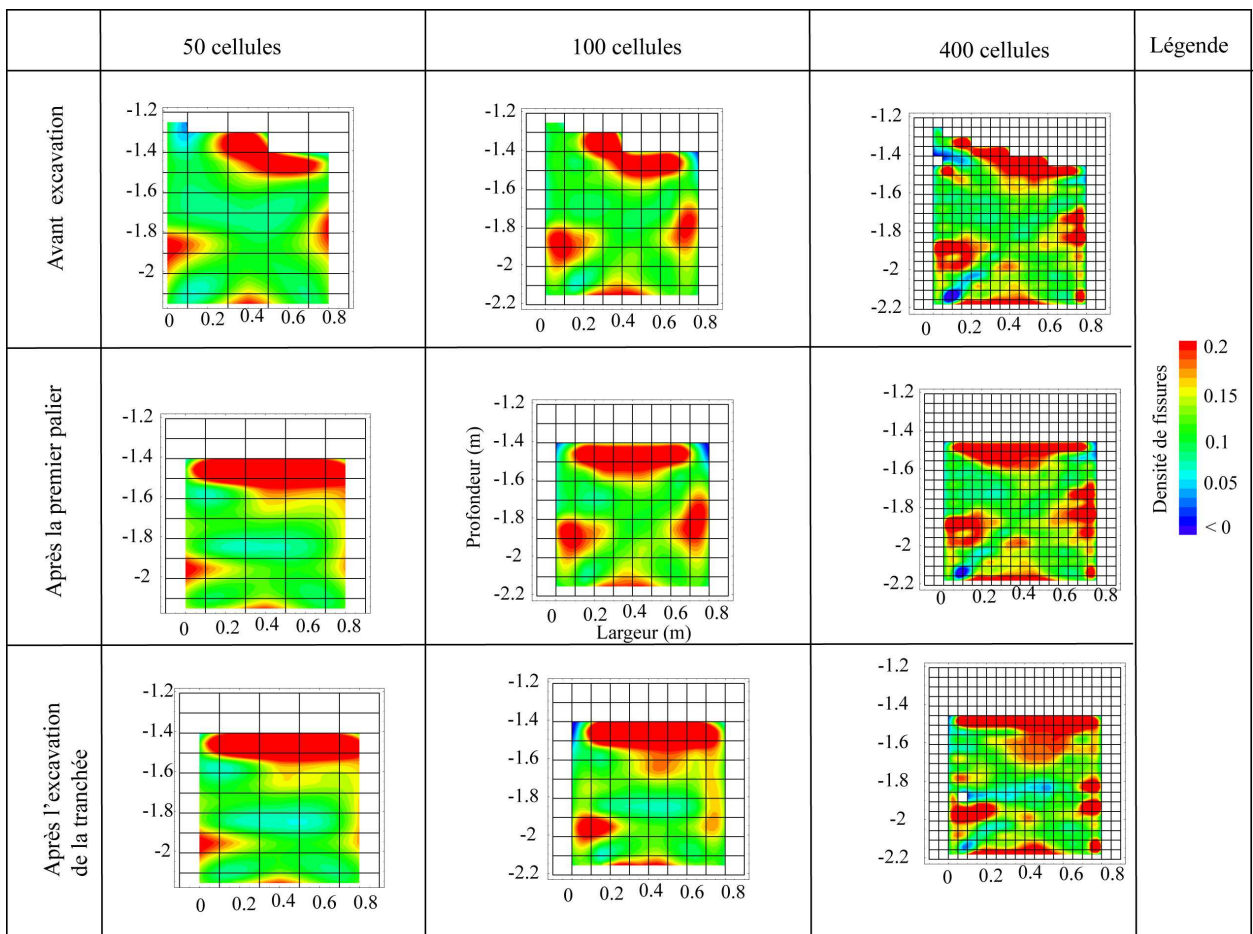 50 cellules
100 cellules
400 cellules
Légende
Avant excavation
-1.2
-1.4
-1.6
-1.8
-2
0 0.2 0.4 0.6 0.8
-1.2
-1.4
-1.6
-1.8
-2
-2.2
0 0.2 0.4 0.6 0.8
-1.2
-1.4
-1.6
-1.8
-2
-2.2
0 0.2 0.4 0.6 0.8
Après la premier palier
-1.2
-1.4
-1.6
-1.8
-2
0 0.2 0.4 0.6 0.8
Profondeur (m)
-1.2
-1.4
-1.6
-1.8
-2
-2.2
0 0.2 0.4 0.6 0.8
Largeur (m)
-1.2
-1.4
-1.6
-1.8
-2
-2.2
0 0.2 0.4 0.6 0.8
Densité de fissures
0.2
0.15
0.1
0.05
< 0
Après l'excavation
de la tranchée
-1.2
-1.4
-1.6
-1.8
-2
0 0.2 0.4 0.6 0.8
-1.2
-1.4
-1.6
-1.8
-2
-2.2
0 0.2 0.4 0.6 0.8
-1.2
-1.4
-1.6
-1.8
-2
-2.2
0 0.2 0.4 0.6 0.8